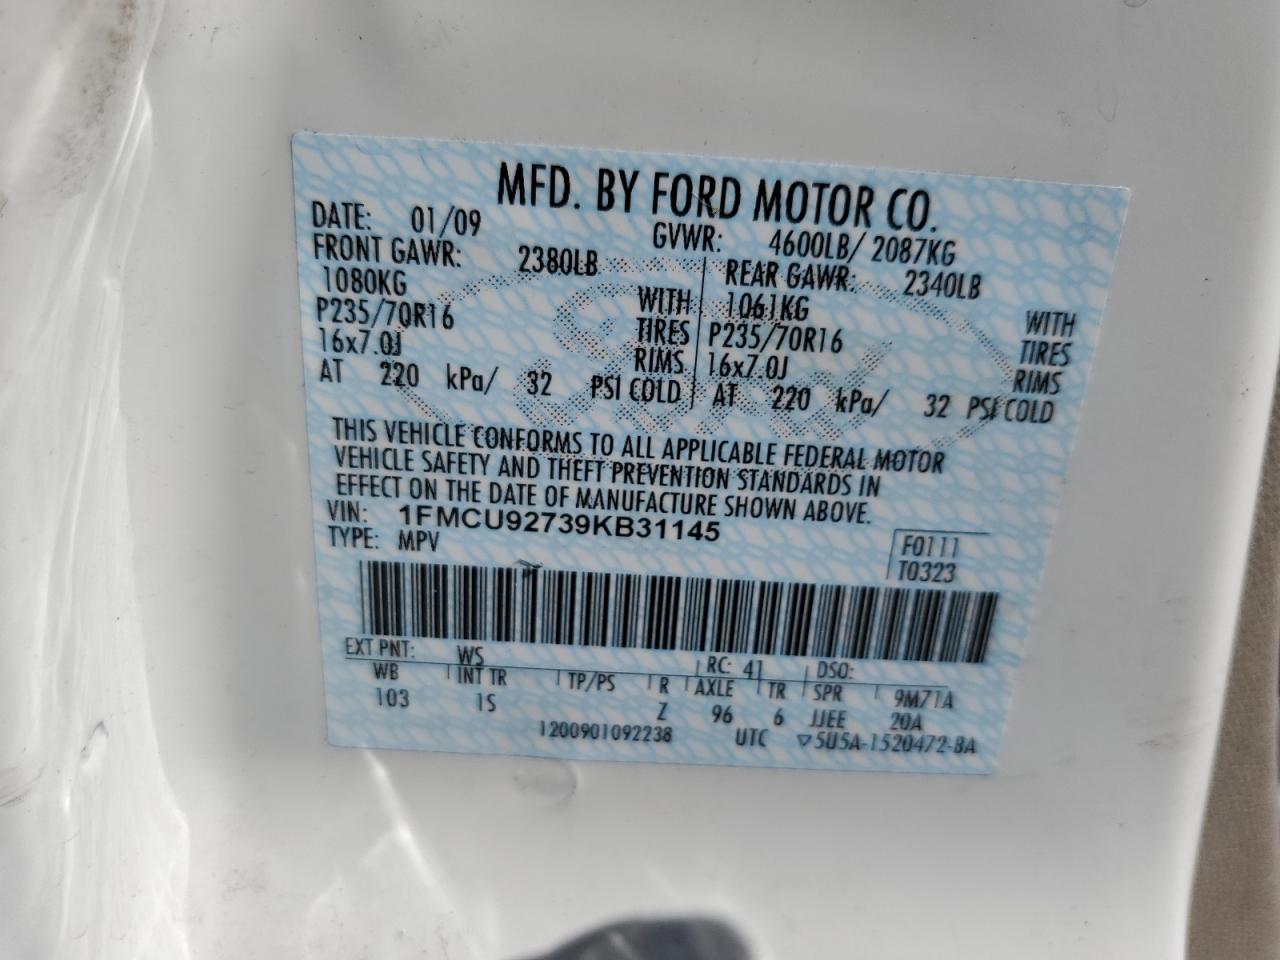 MFD. BY FORD MOTOR CO.
DATE: 01/09 GVWR: 4600LB/ 2087KG
FRONT GAWR: 2380LB REAR GAWR: 2340LB
1080KG WITH 1061KG WITH
P235/70R16 TIRES P235/70R16 TIRES
16x7.0J RIMS 16x7.0J RIMS
AT 220 kPa/ 32 PSI COLD AT 220 kPa/ 32 PSI COLD
THIS VEHICLE CONFORMS TO ALL APPLICABLE FEDERAL MOTOR
VEHICLE SAFETY AND THEFT PREVENTION STANDARDS IN
EFFECT ON THE DATE OF MANUFACTURE SHOWN ABOVE.
VIN: 1FMCU92739KB31145
TYPE: MPV
F0111
T0323
EXT PNT: WS RC: 41 DSO:
WB INT TR TP/PS R AXLE TR SPR 9M71A
103 1S Z 96 6 JJEE 20A
1200901092238 UTC ▽5U5A-1520472-BA